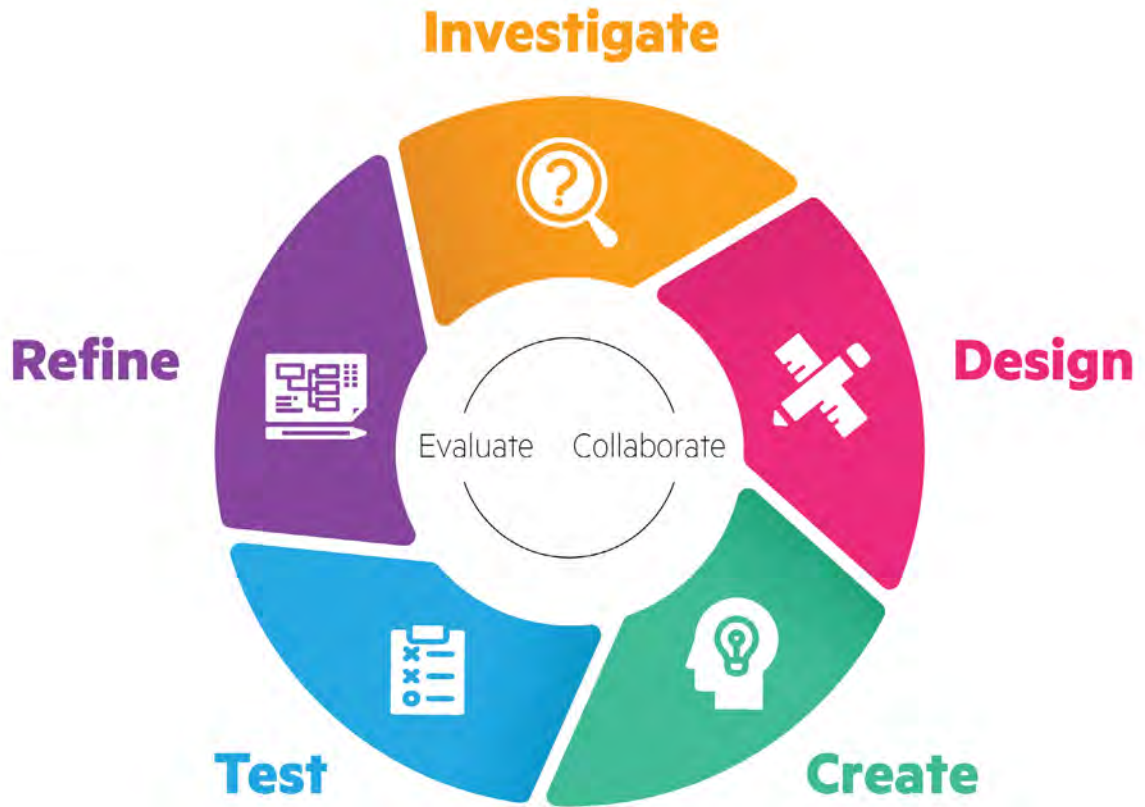 Investigate
Refine
Design
Evaluate Collaborate
Test
Create